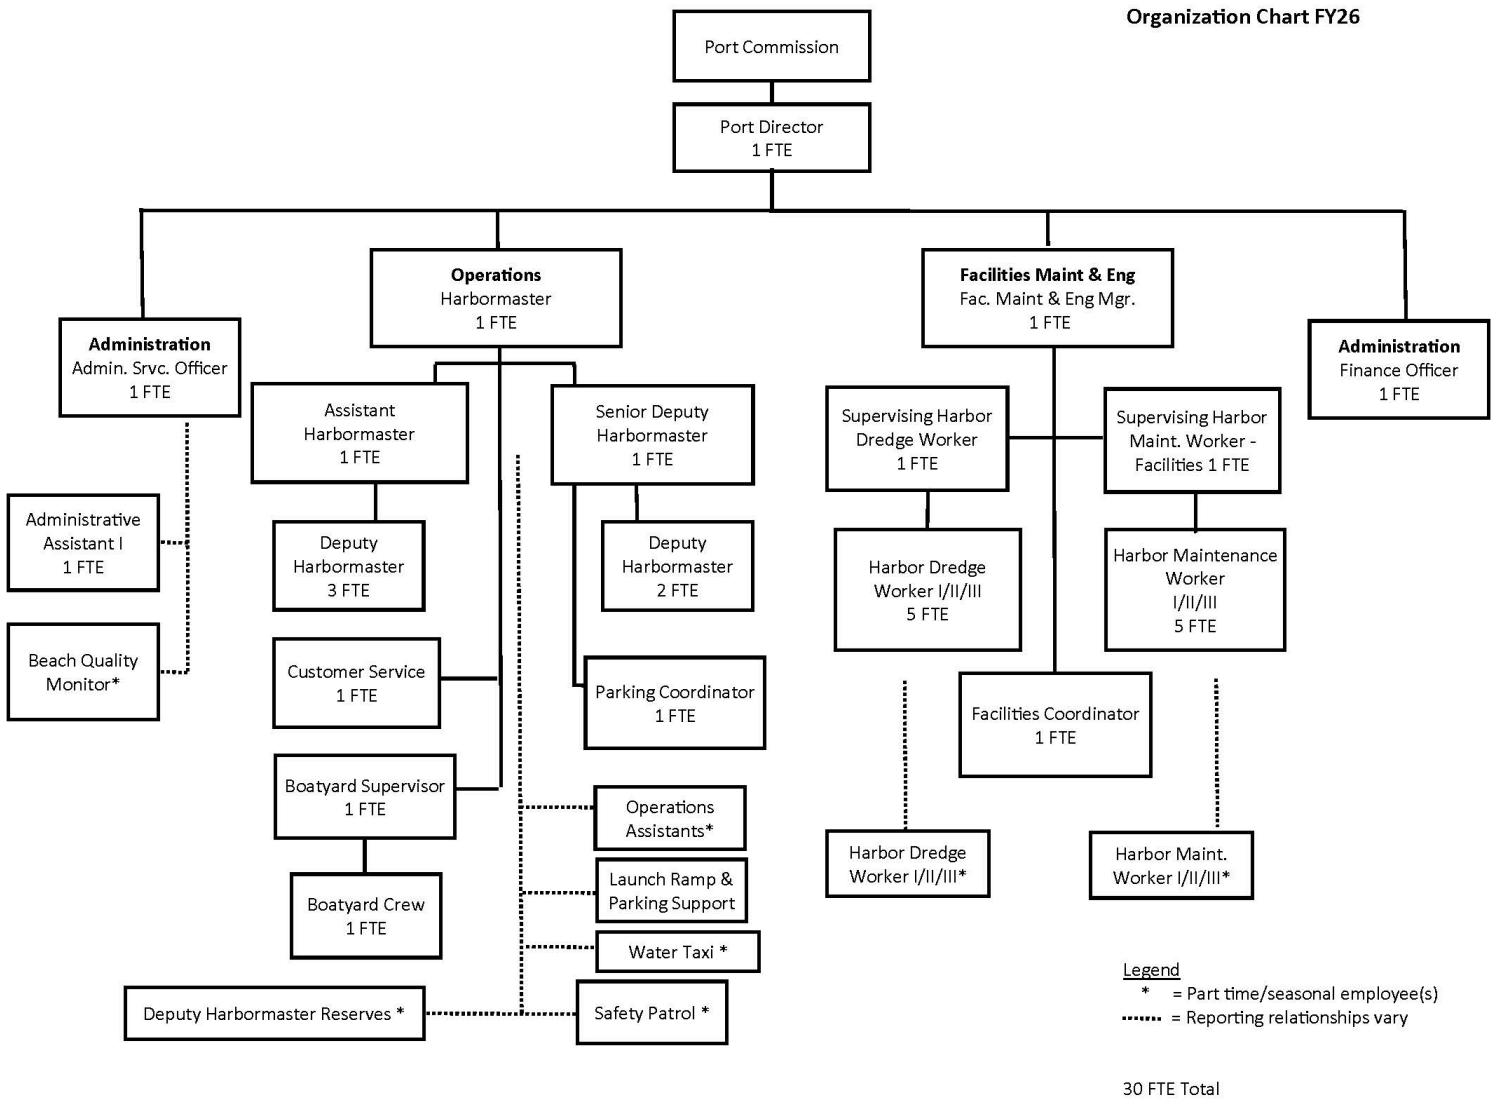 Organization Chart FY26
Port Commission
Port Director
1 FTE
Operations
Harbormaster
1 FTE
Facilities Maint & Eng
Fac. Maint & Eng Mgr.
1 FTE
Administration
Admin. Srvc. Officer
1 FTE
Administration
Finance Officer
1 FTE
Assistant
Harbormaster
1 FTE
Senior Deputy
Harbormaster
1 FTE
Supervising Harbor
Dredge Worker
1 FTE
Supervising Harbor
Maint. Worker -
Facilities 1 FTE
Administrative
Assistant I
1 FTE
Deputy
Harbormaster
3 FTE
Deputy
Harbormaster
2 FTE
Harbor Dredge
Worker I/II/III
5 FTE
Harbor Maintenance
Worker
I/II/III
5 FTE
Beach Quality
Monitor*
Customer Service
1 FTE
Parking Coordinator
1 FTE
Facilities Coordinator
1 FTE
Boatyard Supervisor
1 FTE
Operations
Assistants*
Harbor Dredge
Worker I/II/III*
Harbor Maint.
Worker I/II/III*
Boatyard Crew
1 FTE
Launch Ramp &
Parking Support
Water Taxi *
Deputy Harbormaster Reserves *
Safety Patrol *
Legend
* = Part time/seasonal employee(s)
= Reporting relationships vary
30 FTE Total